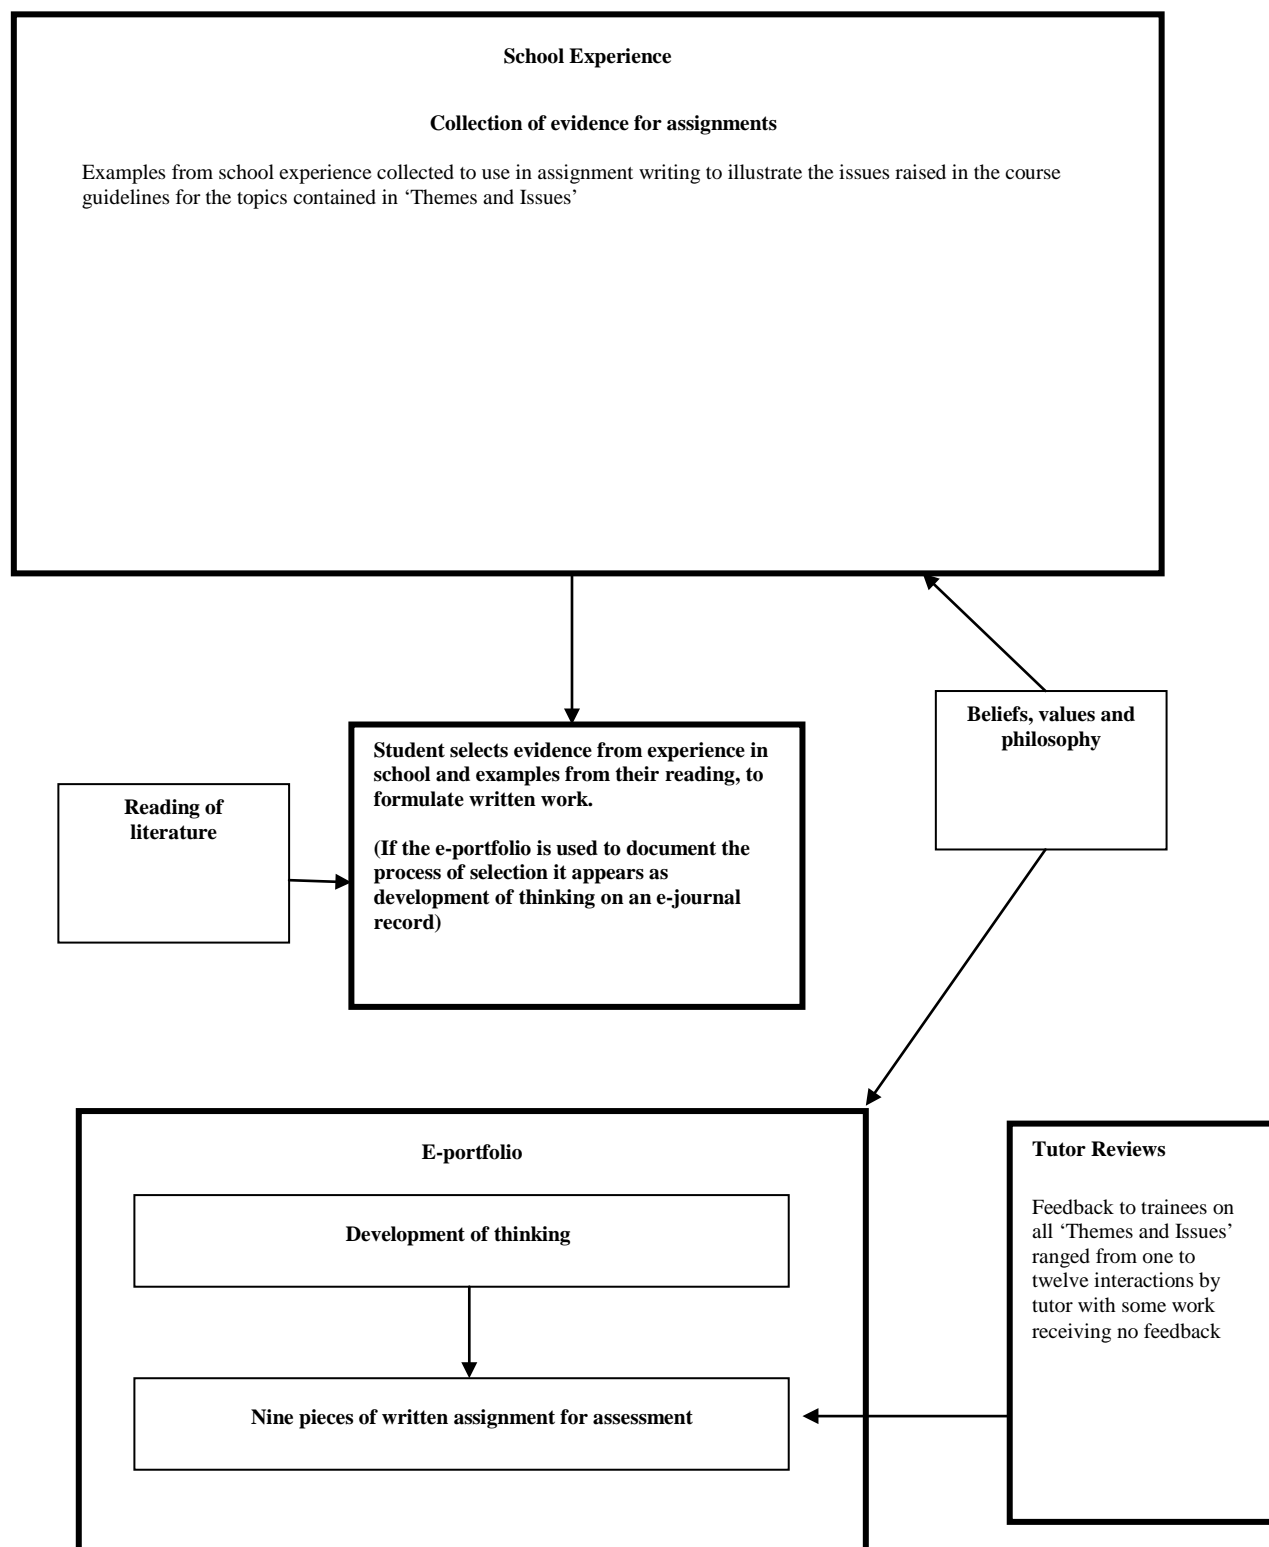 School Experience
Collection of evidence for assignments
Examples from school experience collected to use in assignment writing to illustrate the issues raised in the course
guidelines for the topics contained in ‘Themes and Issues’
Beliefs, values and
philosophy
Student selects evidence from experience in
school and examples from their reading, to
formulate written work.
(If the e-portfolio is used to document the
process of selection it appears as
development of thinking on an e-journal
record)
Reading of
literature
E-portfolio
Development of thinking
Nine pieces of written assignment for assessment
Tutor Reviews
Feedback to trainees on
all ‘Themes and Issues’
ranged from one to
twelve interactions by
tutor with some work
receiving no feedback